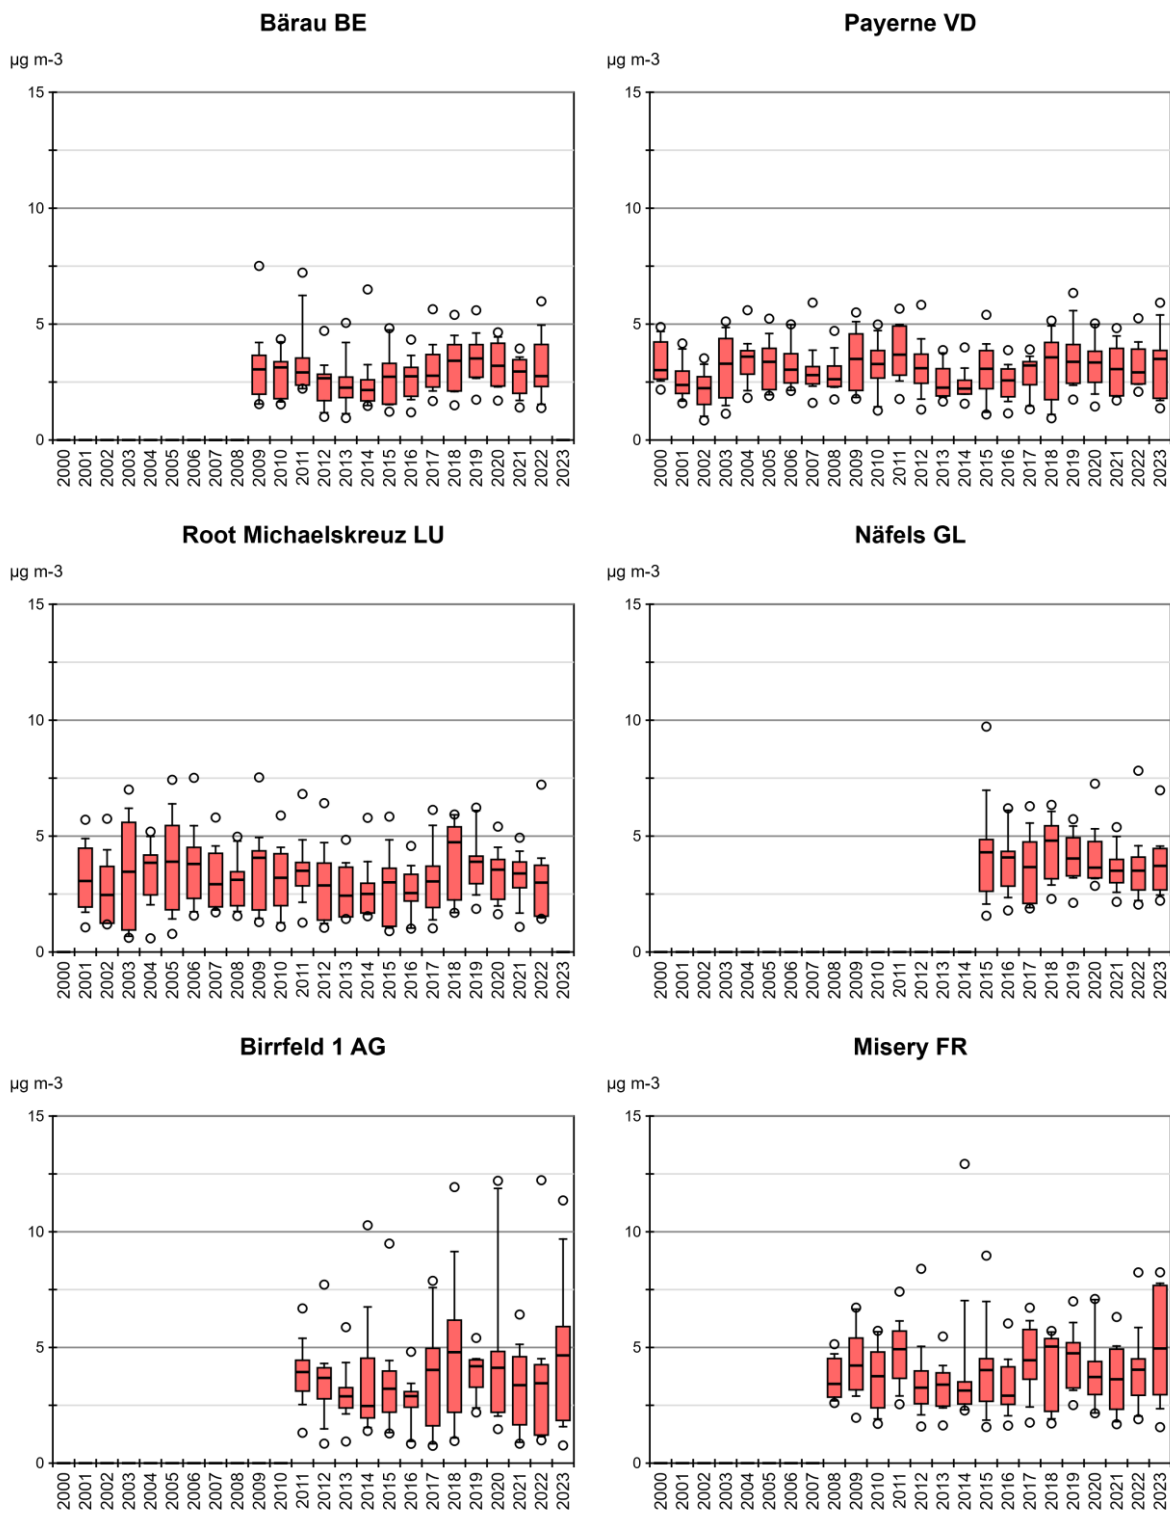 Bärau BE Payerne VD
µg m-3 µg m-3
15 15
10 10
5 5
0 0
2000 2001 2002 2003 2004 2005 2006 2007 2008 2009 2010 2011 2012 2013 2014 2015 2016 2017 2018 2019 2020 2021 2022 2023 2000 2001 2002 2003 2004 2005 2006 2007 2008 2009 2010 2011 2012 2013 2014 2015 2016 2017 2018 2019 2020 2021 2022 2023
Root Michaelskreuz LU Näfels GL
µg m-3 µg m-3
15 15
10 10
5 5
0 0
2000 2001 2002 2003 2004 2005 2006 2007 2008 2009 2010 2011 2012 2013 2014 2015 2016 2017 2018 2019 2020 2021 2022 2023 2000 2001 2002 2003 2004 2005 2006 2007 2008 2009 2010 2011 2012 2013 2014 2015 2016 2017 2018 2019 2020 2021 2022 2023
Birrfeld 1 AG Misery FR
µg m-3 µg m-3
15 15
10 10
5 5
0 0
2000 2001 2002 2003 2004 2005 2006 2007 2008 2009 2010 2011 2012 2013 2014 2015 2016 2017 2018 2019 2020 2021 2022 2023 2000 2001 2002 2003 2004 2005 2006 2007 2008 2009 2010 2011 2012 2013 2014 2015 2016 2017 2018 2019 2020 2021 2022 2023